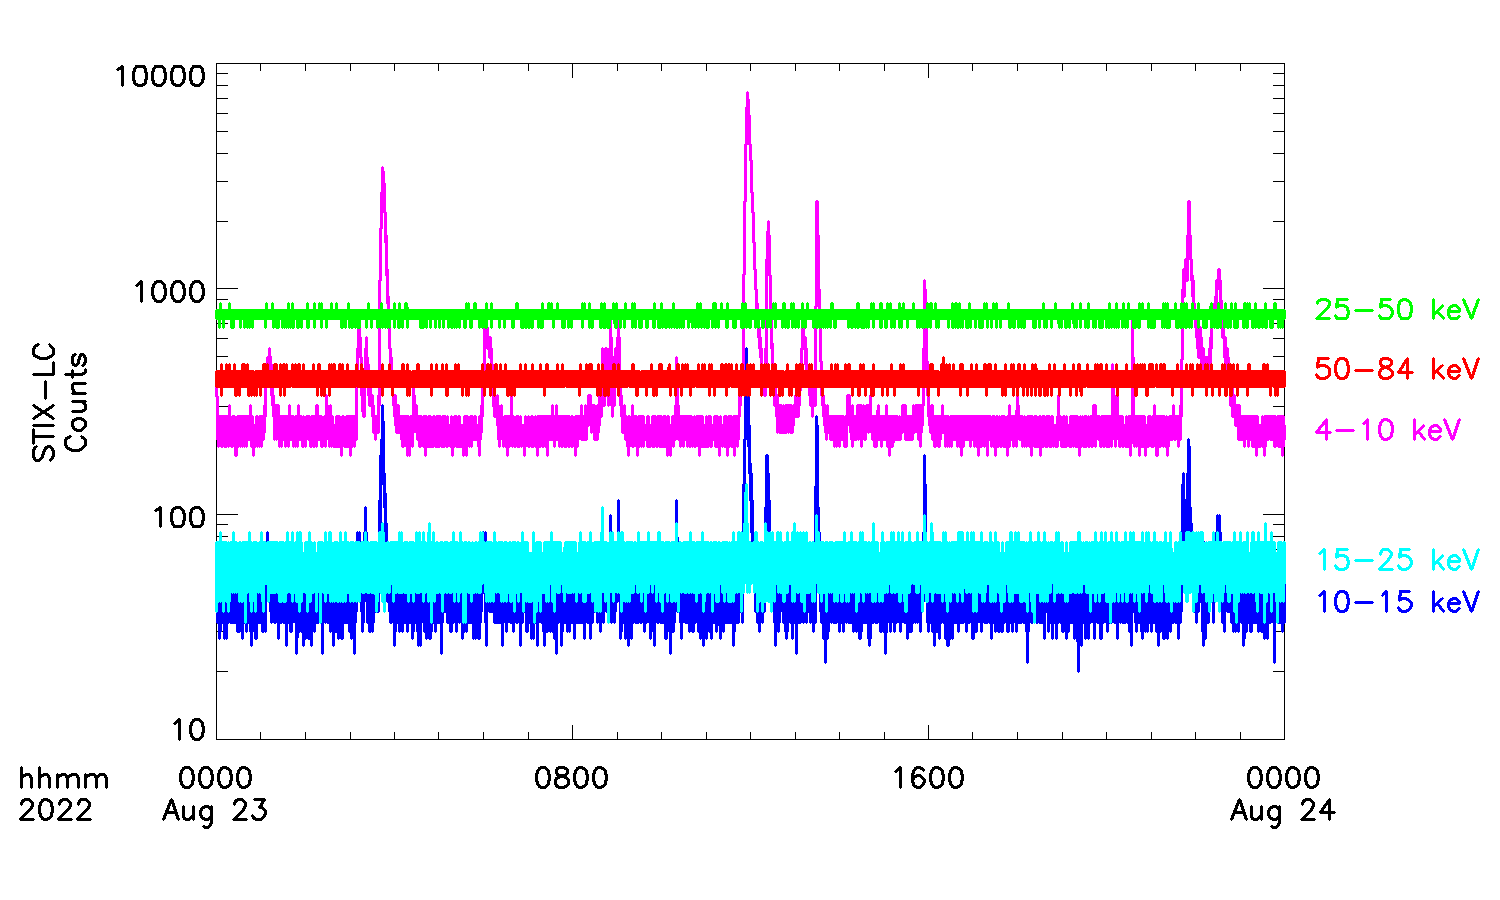 10000
1000
100
10
STIX-LC
Counts
25-50 keV
50-84 keV
4-10 keV
15-25 keV
10-15 keV
hhmm 0000 0800 1600 0000
2022 Aug 23 Aug 24